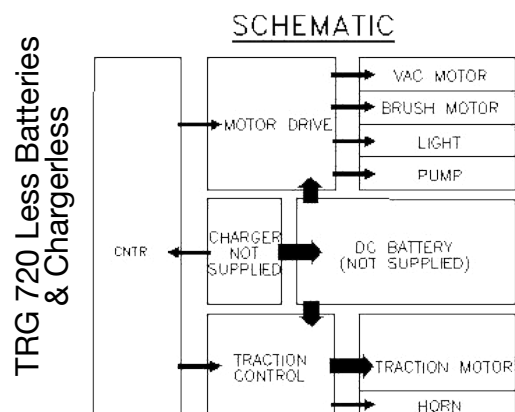 SCHEMATIC
TRG 720 Less Batteries
& Chargerless
CNTR
MOTOR DRIVE
VAC MOTOR
BRUSH MOTOR
LIGHT
PUMP
CHARGER
NOT
SUPPLIED
DC BATTERY
(NOT SUPPLIED)
TRACTION
CONTROL
TRACTION MOTOR
HORN